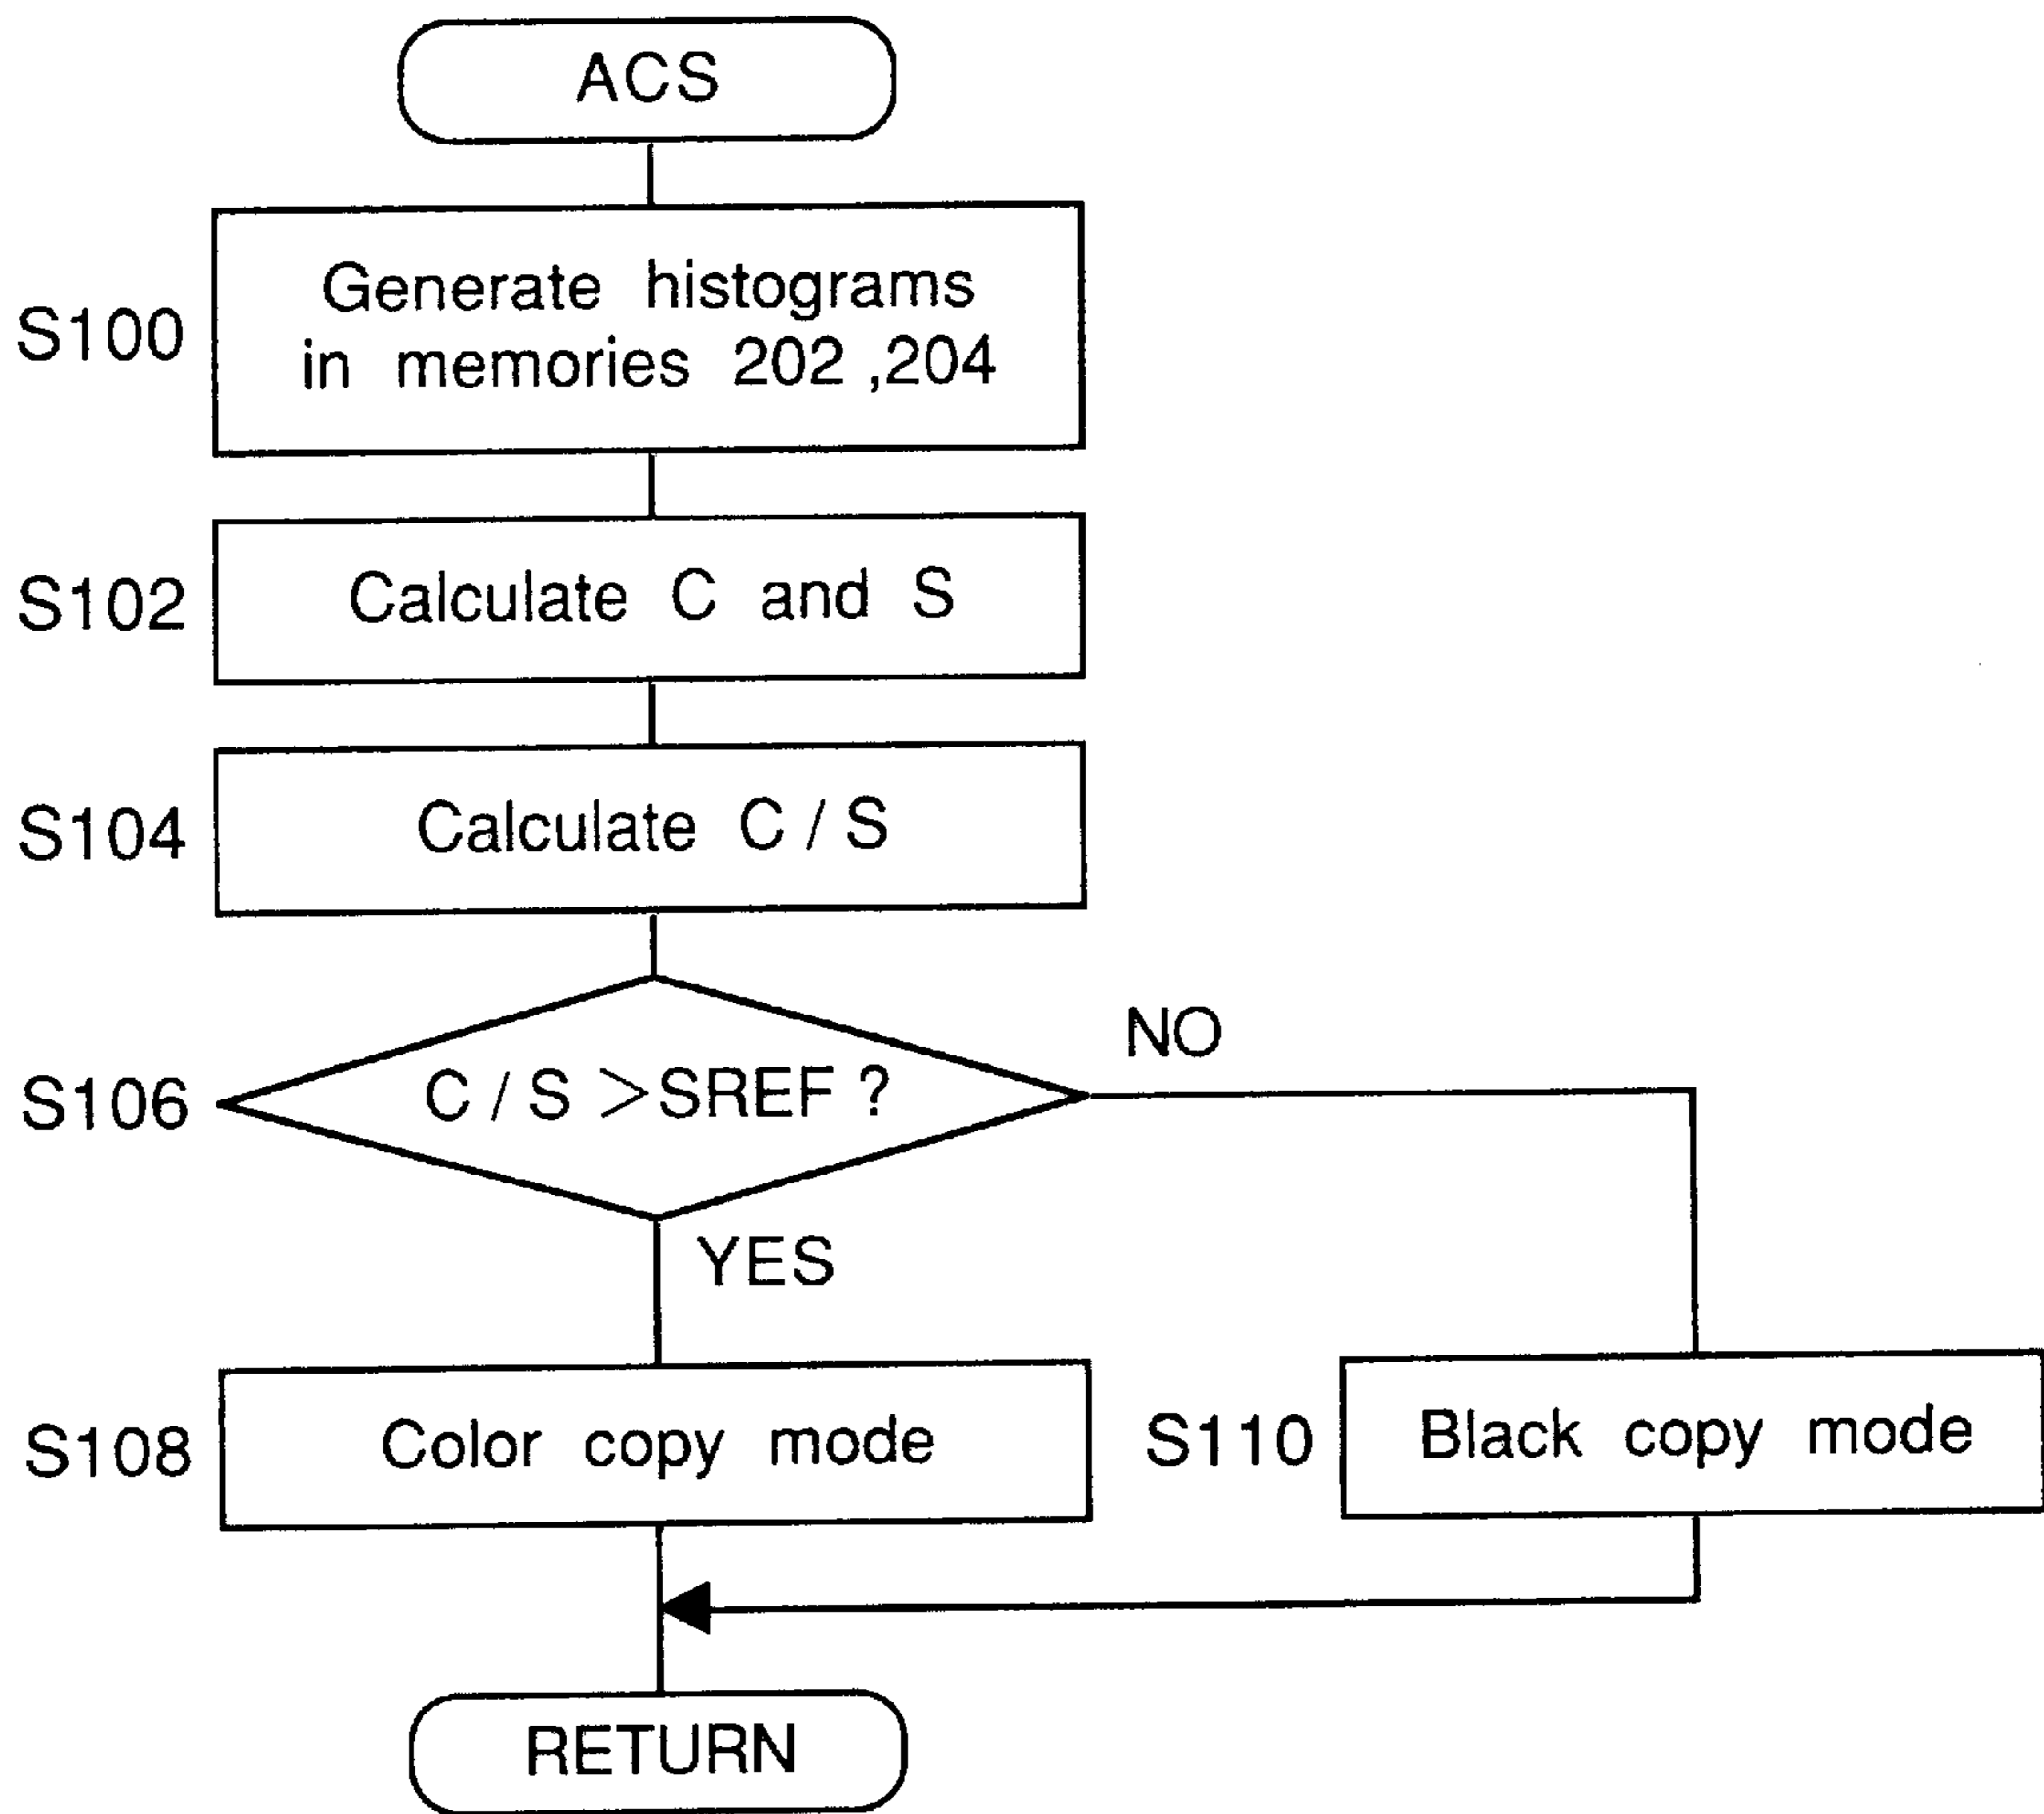 ACS
S100
Generate histograms
in memories 202 ,204
S102
Calculate C and S
S104
Calculate C / S
S106
C / S >SREF ?
NO
YES
S108
Color copy mode
S110
Black copy mode
RETURN